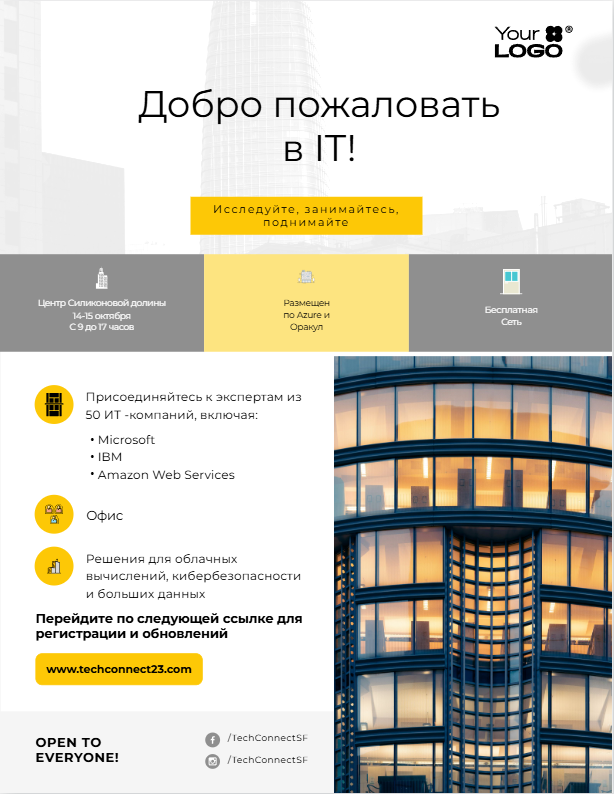 Your
LOGO®
Добро пожаловать
в IT!
Исследуйте, занимайтесь,
поднимайте
Центр Силиконовой долины
14-15 октября
С 9 до 17 часов
Размещен
по Azure и
Оракул
Бесплатная
Сеть
Присоединяйтесь к экспертам из
50 ИТ -компаний, включая:
• Microsoft
• IBM
• Amazon Web Services
Офис
Решения для облачных
вычислений, кибербезопасности
и больших данных
Перейдите по следующей ссылке для
регистрации и обновлений
www.techconnect23.com
OPEN TO
EVERYONE!
/TechConnectSF
/TechConnectSF